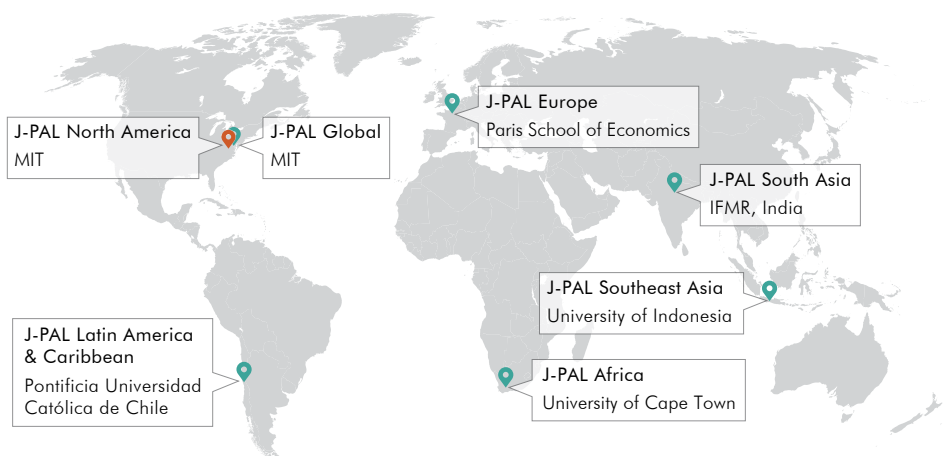 J-PAL North America
MIT
J-PAL Global
MIT
J-PAL Europe
Paris School of Economics
J-PAL South Asia
IFMR, India
J-PAL Southeast Asia
University of Indonesia
J-PAL Latin America
& Caribbean
Pontificia Universidad
Católica de Chile
J-PAL Africa
University of Cape Town